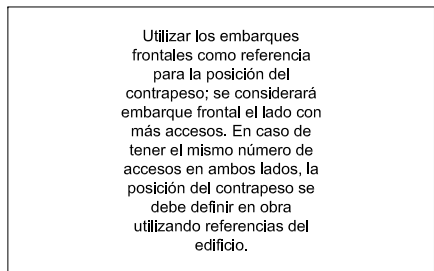 Utilizar los embarques
frontales como referencia
para la posición del
contrapeso; se considerará
embarque frontal el lado con
más accesos. En caso de
tener el mismo número de
accesos en ambos lados, la
posición del contrapeso se
debe definir en obra
utilizando referencias del
edificio.